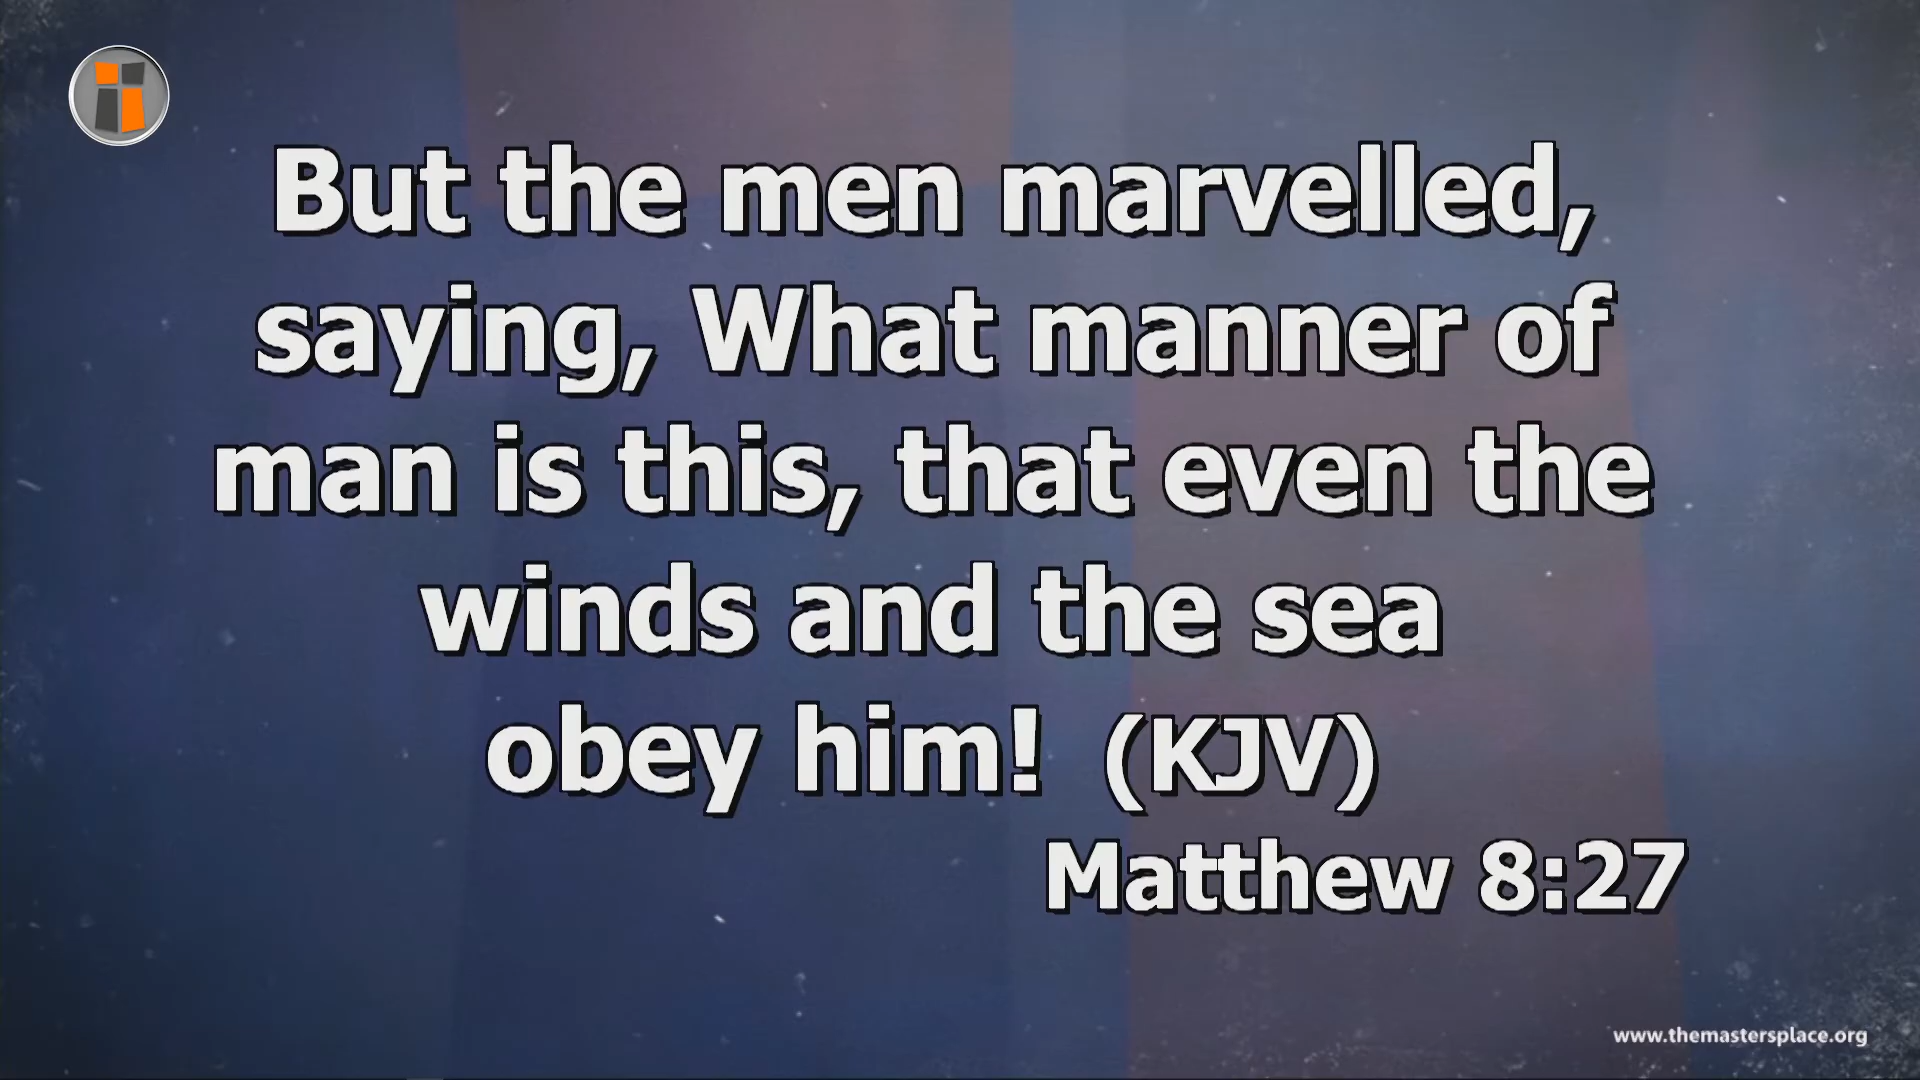 But the men marvelled,
saying, What manner of
man is this, that even the
winds and the sea
obey him!  (KJV)
Matthew 8:27
www.themastersplace.org